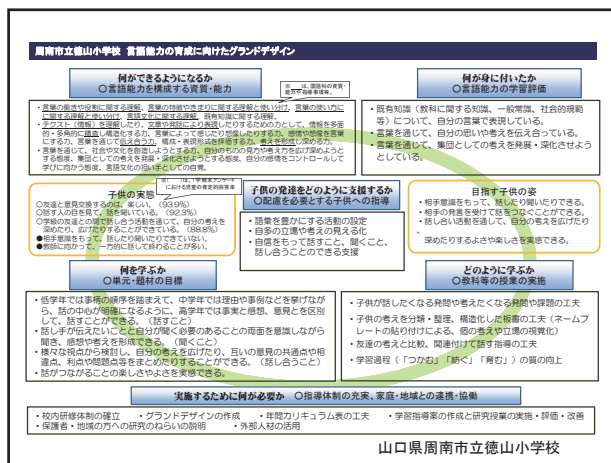 周南市立徳山小学校 言語能力の育成に向けたグランドデザイン
何ができるようになるか
○言語能力を構成する資質・能力
※＿は、国語科の資質・
能力や指導事項等。
・言葉の働きや役割に関する理解、言葉の特徴やきまりに関する理解と使い分け、言葉の使い方に
関する理解と使い分け、言語文化に関する理解、既有知識に関する理解。
・テクスト（情報）を理解したり、文章や発話により表現したりするための力として、情報を多面
的・多角的に精査し構造化する力、言葉によって感じたり想像したりする力、感情や想像を言葉
にする力、言葉を通じて伝え合う力、構成・表現形式を評価する力、考えを形成し深める力。
・言葉を通じて、社会や文化を創造しようとする力、自分のものの見方や考え方を広げ深めようと
する態度、集団としての考えを発展・深化させようとする態度、自分の感情をコントロールして
学びに向かう態度、言語文化の担い手としての自覚。
何が身に付いたか
○言語能力の学習評価
・既有知識（教科に関する知識、一般常識、社会的規範
等）について、自分の言葉で表現している。
・言葉を通じて、自分の思いや考えを伝え合っている。
・言葉を通じて、集団としての考えを発展・深化させよう
としている。
子供の実態
※（ ）は、1学期末アンケート
における児童の肯定的回答率
○友達と意見交換するのは、楽しい。（93.9%）
○話す人の目を見て、話を聞いている。（92.3%）
○学級の友達との間で話し合う活動を通じて、自分の考えを
深めたり、広げたりすることができている。（88.8%）
●相手意識をもって、話したり聞いたりできていない。
●教師に向かって、一方的に話して終わることが多い。
子供の発達をどのように支援するか
○配慮を必要とする子供への指導
・語彙を豊かにする活動の設定
・自多の立場や考えの見える化
・自信をもって話すこと、聞くこと、
話し合うことのできる支援
目指す子供の姿
・相手意識をもって、話したり聞いたりできる。
・相手の発言を受けて話をつなぐことができる。
・話し合い活動を通じて、自分の考えを広げたり
、
深めたりするよさや楽しさを実感できる。
何を学ぶか
○単元・題材の目標
・低学年では事柄の順序を踏まえて、中学年では理由や事例などを挙げなが
ら、話の中心が明確になるように、高学年では事実と感想、意見とを区別
して、話すことができる。（話すこと）
・話し手が伝えたいことと自分が聞く必要のあることの両面を意識しながら
聞き、感想や考えを形成できる。（聞くこと）
・様々な視点から検討し、自分の考えを広げたり、互いの意見の共通点や相
違点、利点や問題点等をまとめたりすることができる。（話し合うこと）
・話がつながることの楽しさやよさを実感できる。
どのように学ぶか
○教科等の授業の実施
・子供が話したくなる発問や考えたくなる発問や課題の工夫
・子供の考えを分類・整理、構造化した板書の工夫（ネームプ
レートの貼り付けによる、個の考えや立場の視覚化）
・友達の考えと比較、関連付けて話す指導の工夫
・学習過程（「つかむ」「紡ぐ」「育む」）の質の向上
実施するために何が必要か ○指導体制の充実、家庭・地域との連携・協働
・校内研修体制の確立 ・グランドデザインの作成 ・年間カリキュラム表の工夫 ・学習指導案の作成と研究授業の実施・評価・改善
・保護者・地域の方への研究のねらいの説明 ・外部人材の活用
山口県周南市立徳山小学校